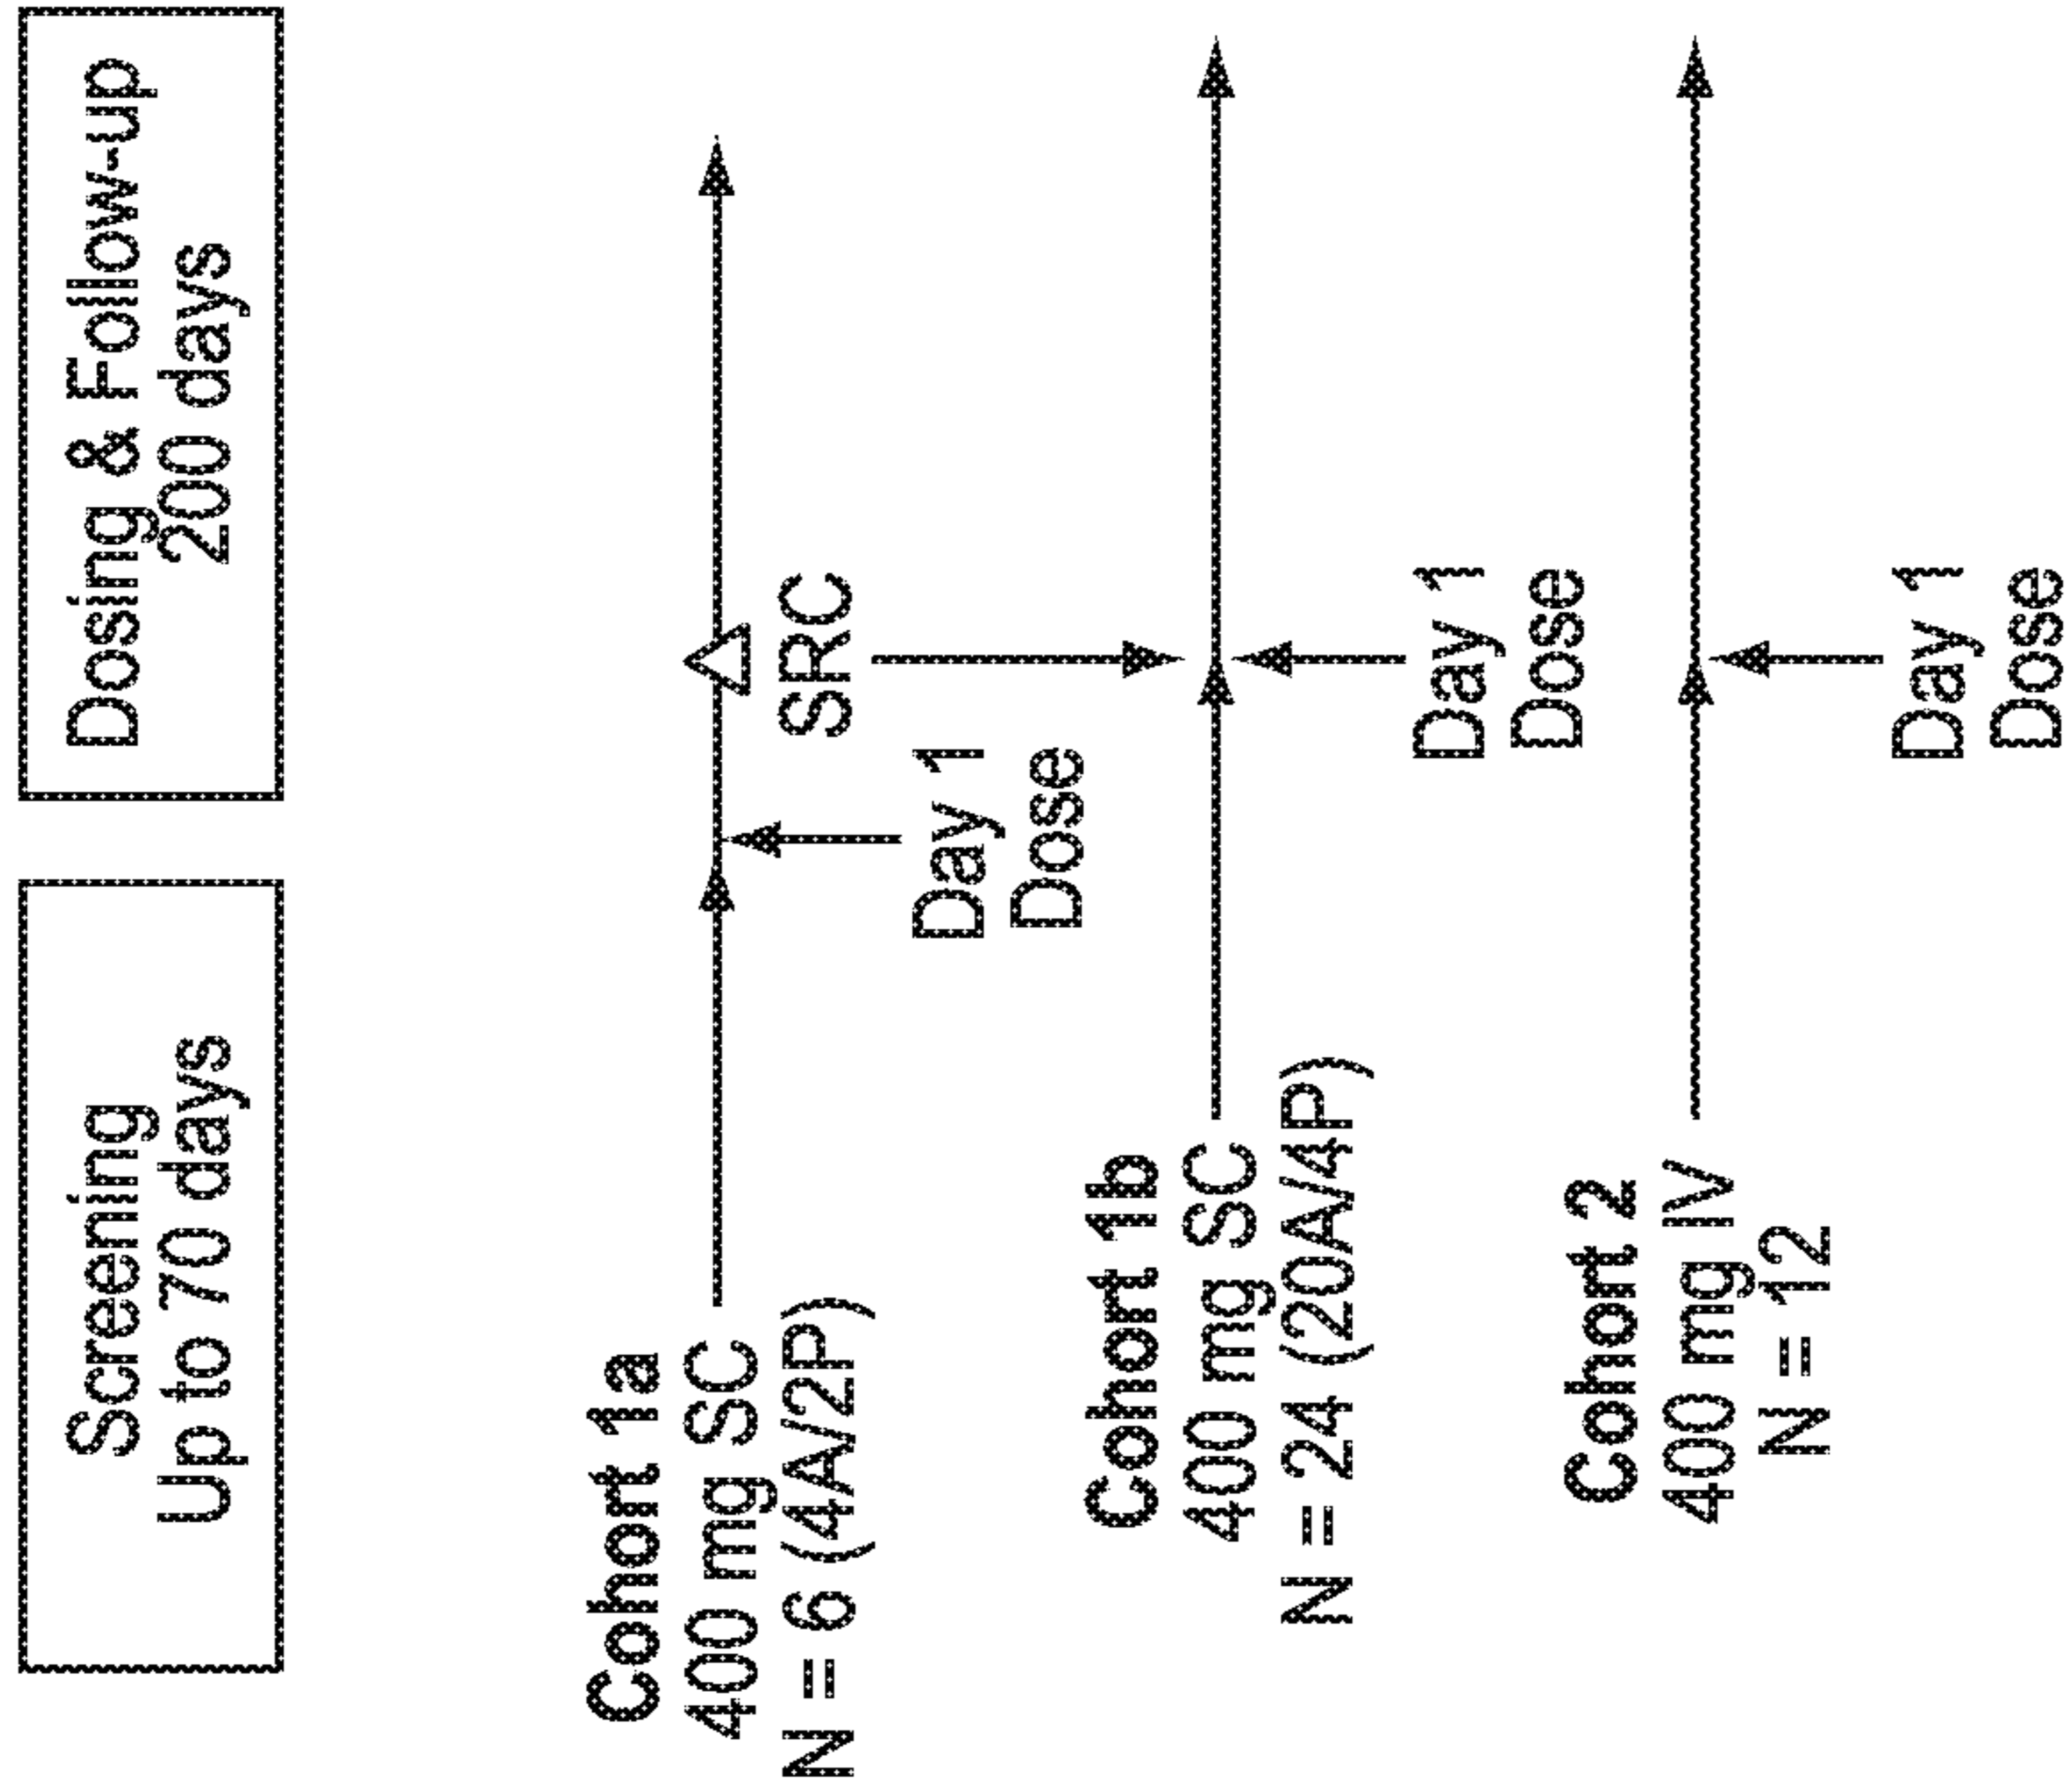 Screening
Up to 70 days
Dosing & Follow-up
200 days
Cohort 1a
400 mg SC
N = 6 (4A/2P)
SRC
Day 1
Dose
Cohort 1b
400 mg SC
N = 24 (20A/4P)
Day 1
Dose
Cohort 2
400 mg IV
N = 12
Day 1
Dose